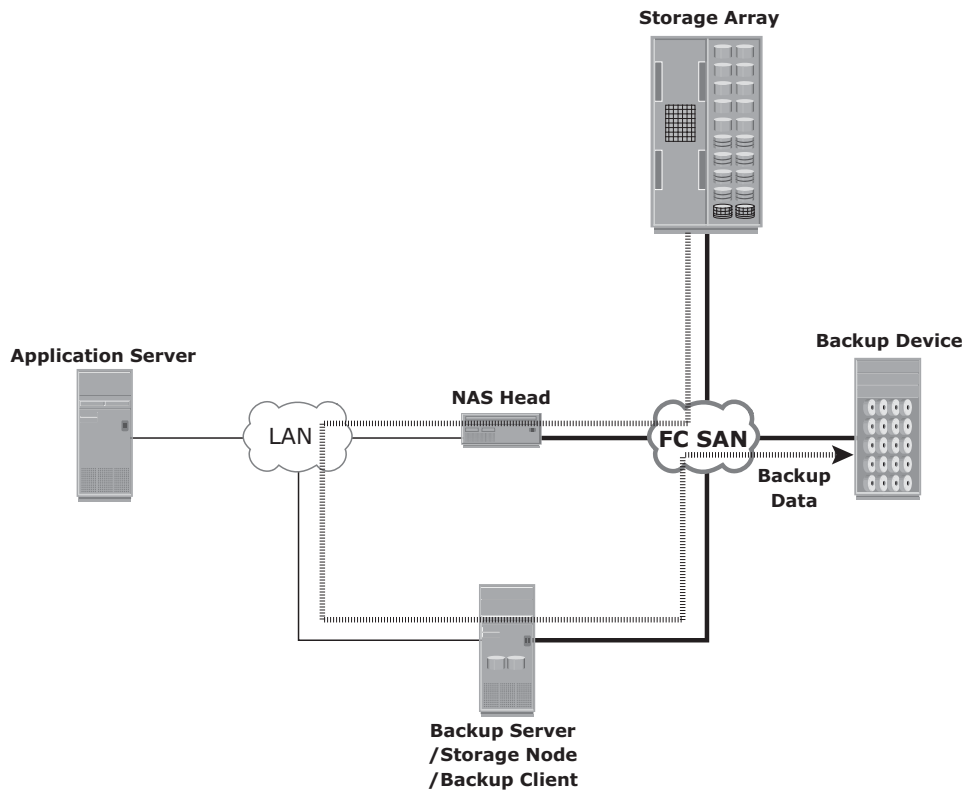 Storage Array
Application Server
Backup Device
NAS Head
LAN
FC SAN
Backup
Data
Backup Server
/Storage Node
/Backup Client